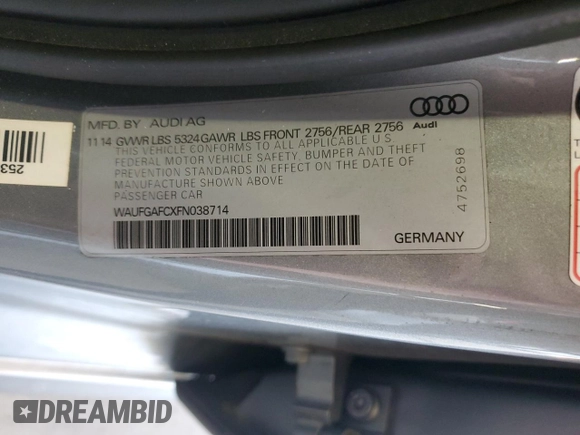 MFD. BY. AUDI AG
11 14 GVWR LBS 5324 GAWR LBS FRONT 2756/REAR 2756
THIS VEHICLE CONFORMS TO ALL APPLICABLE U S
FEDERAL MOTOR VEHICLE SAFETY, BUMPER AND THEFT
PREVENTION STANDARDS IN EFFECT ON THE DATE OF
MANUFACTURE SHOWN ABOVE
PASSENGER CAR
WAUFGAFCXFN038714
GERMANY
Audi
4752698
253
DREAMBID